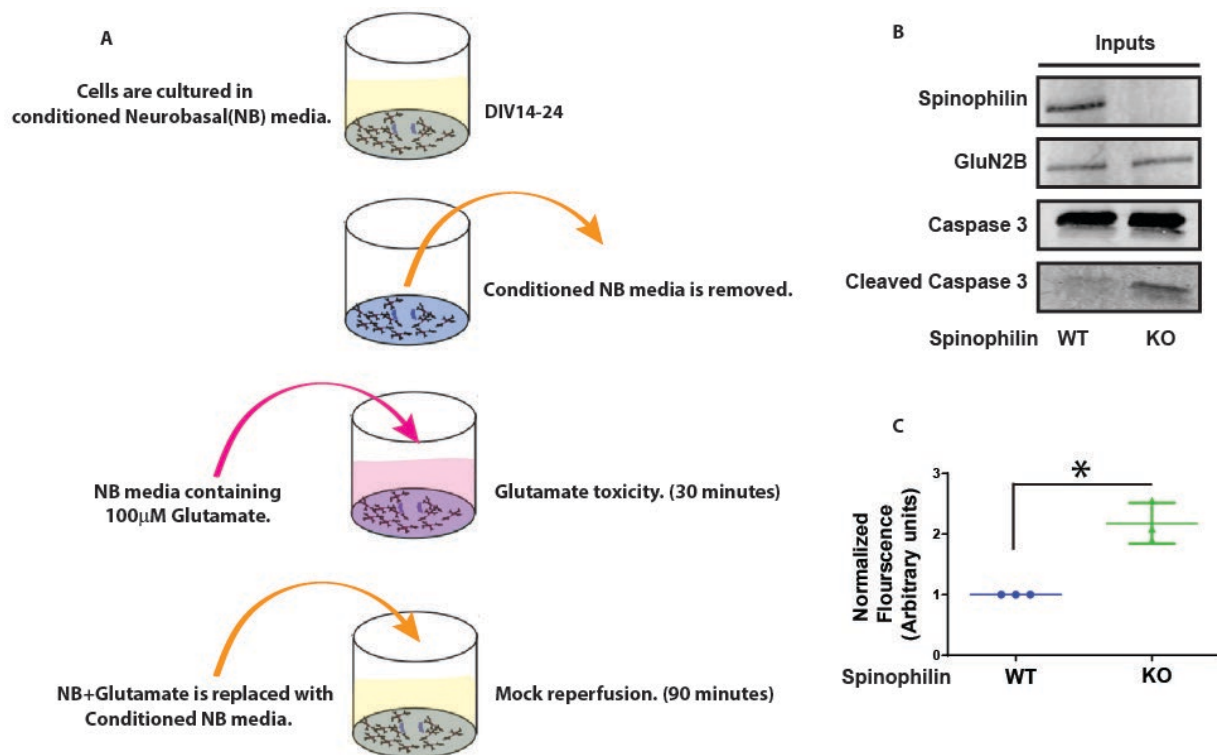 A
Cells are cultured in
conditioned Neurobasal(NB) media.
DIV14-24
Conditioned NB media is removed.
NB media containing
100μM Glutamate.
Glutamate toxicity. (30 minutes)
NB+Glutamate is replaced with
Conditioned NB media.
Mock reperfusion. (90 minutes)
B
Inputs
Spinophilin
GluN2B
Caspase 3
Cleaved Caspase 3
Spinophilin WT KO
C
*
Normalized
Flourscence
(Arbitrary units)
3
2
1
0
Spinophilin WT KO